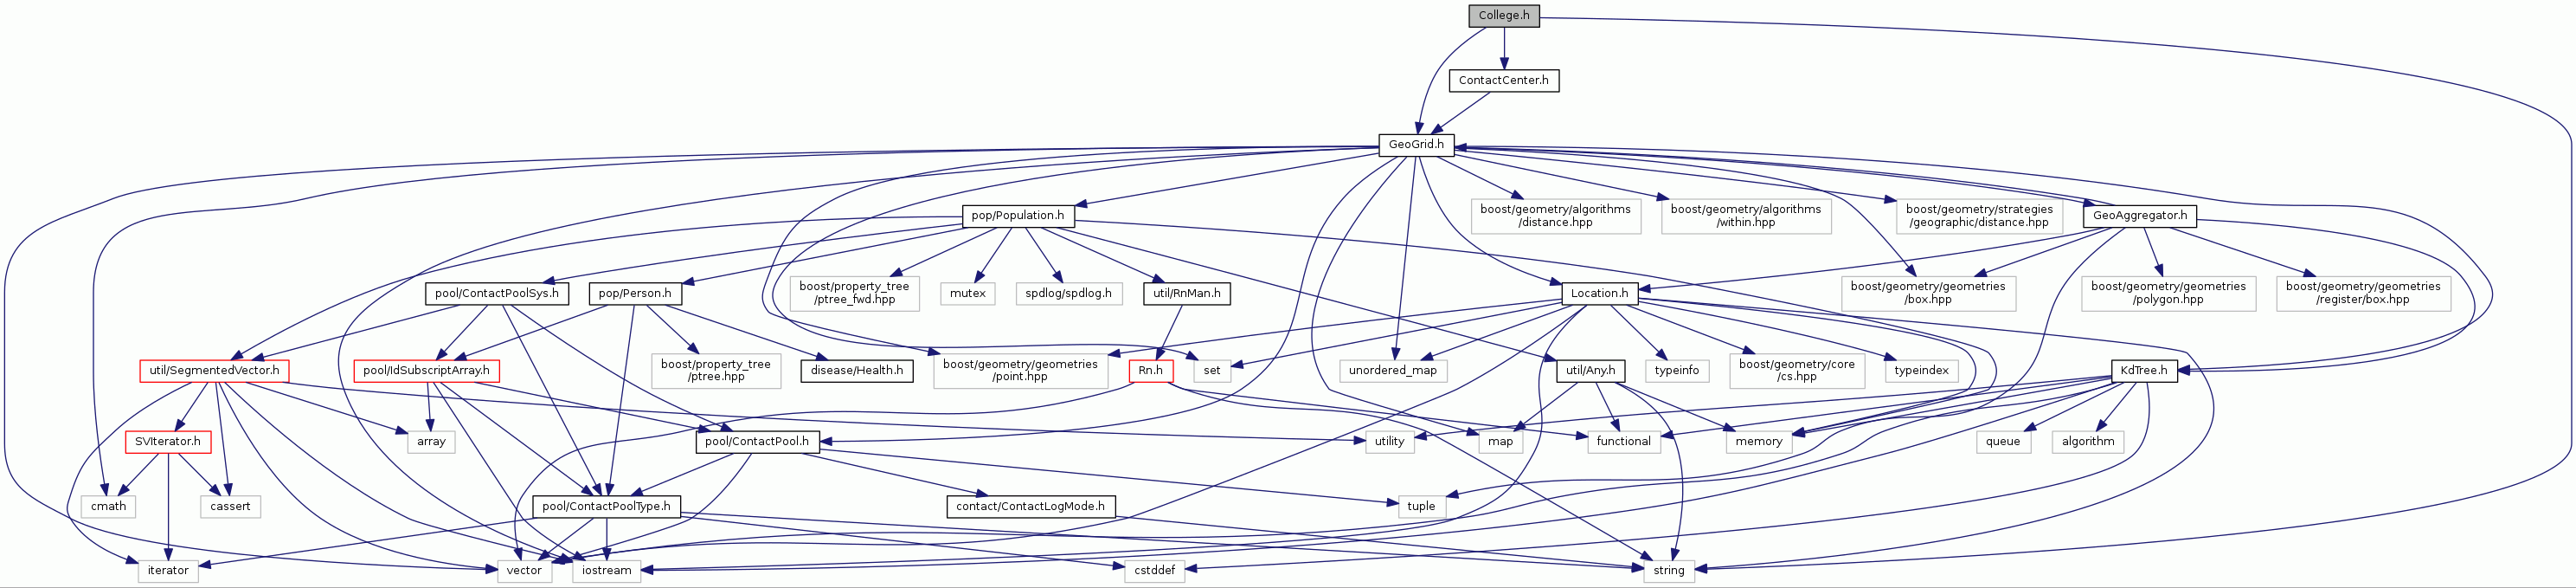 College.h
ContactCenter.h
GeoGrid.h
pop/Population.h
boost/geometry/algorithms
/distance.hpp
boost/geometry/algorithms
/within.hpp
boost/geometry/strategies
/geographic/distance.hpp
GeoAggregator.h
pool/ContactPoolSys.h
pop/Person.h
boost/property_tree
/ptree_fwd.hpp
mutex
spdlog/spdlog.h
util/RnMan.h
Location.h
boost/geometry/geometries
/box.hpp
boost/geometry/geometries
/polygon.hpp
boost/geometry/geometries
/register/box.hpp
util/SegmentedVector.h
pool/IdSubscriptArray.h
boost/property_tree
/ptree.hpp
disease/Health.h
boost/geometry/geometries
/point.hpp
Rn.h
set
unordered_map
util/Any.h
typeinfo
boost/geometry/core
/cs.hpp
typeindex
KdTree.h
SVIterator.h
array
pool/ContactPool.h
utility
map
functional
memory
queue
algorithm
cmath
cassert
pool/ContactPoolType.h
contact/ContactLogMode.h
tuple
iterator
vector
iostream
cstddef
string